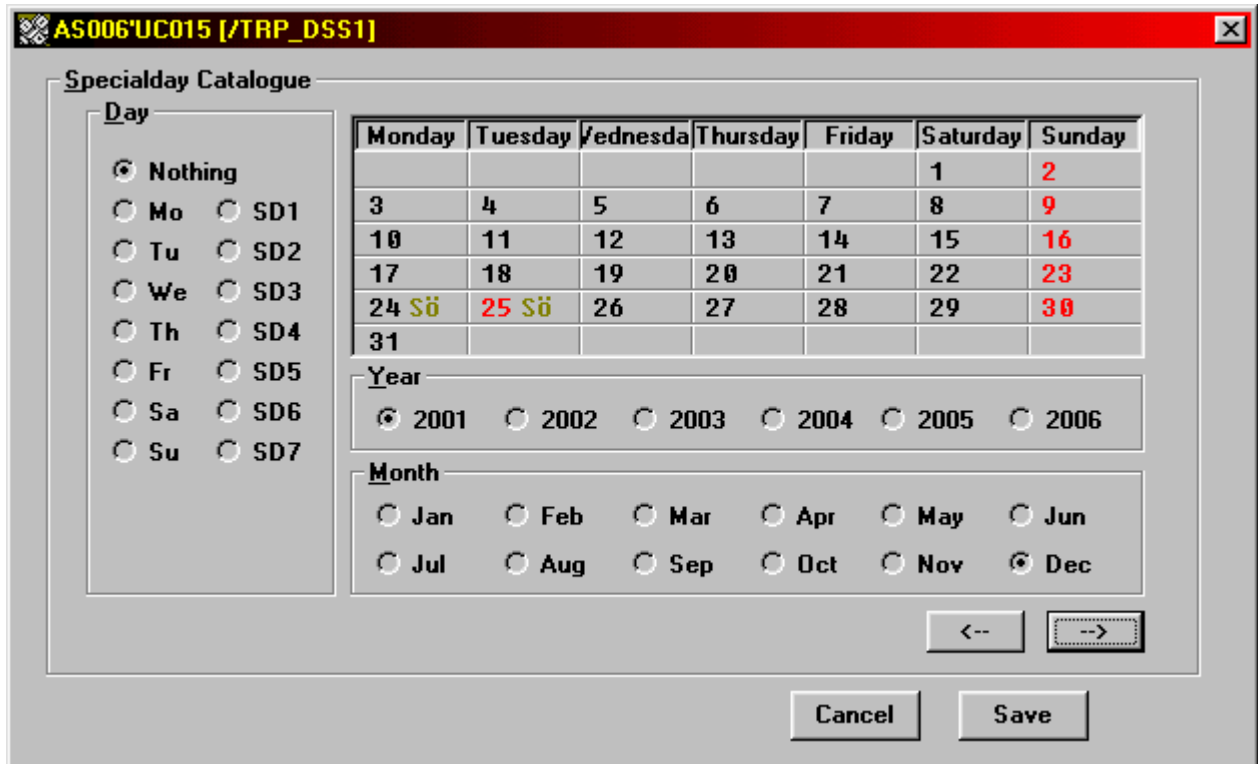 AS006'UC015 [/TRP_DSS1]
Specialday Catalogue
Day
Nothing
Mo SD1
Tu SD2
We SD3
Th SD4
Fr SD5
Sa SD6
Su SD7
Monday Tuesday Wednesda Thursday Friday Saturday Sunday
1 2
3 4 5 6 7 8 9
10 11 12 13 14 15 16
17 18 19 20 21 22 23
24 Sö 25 Sö 26 27 28 29 30
31
Year
2001 2002 2003 2004 2005 2006
Month
Jan Feb Mar Apr May Jun
Jul Aug Sep Oct Nov Dec
<-- -->
Cancel Save